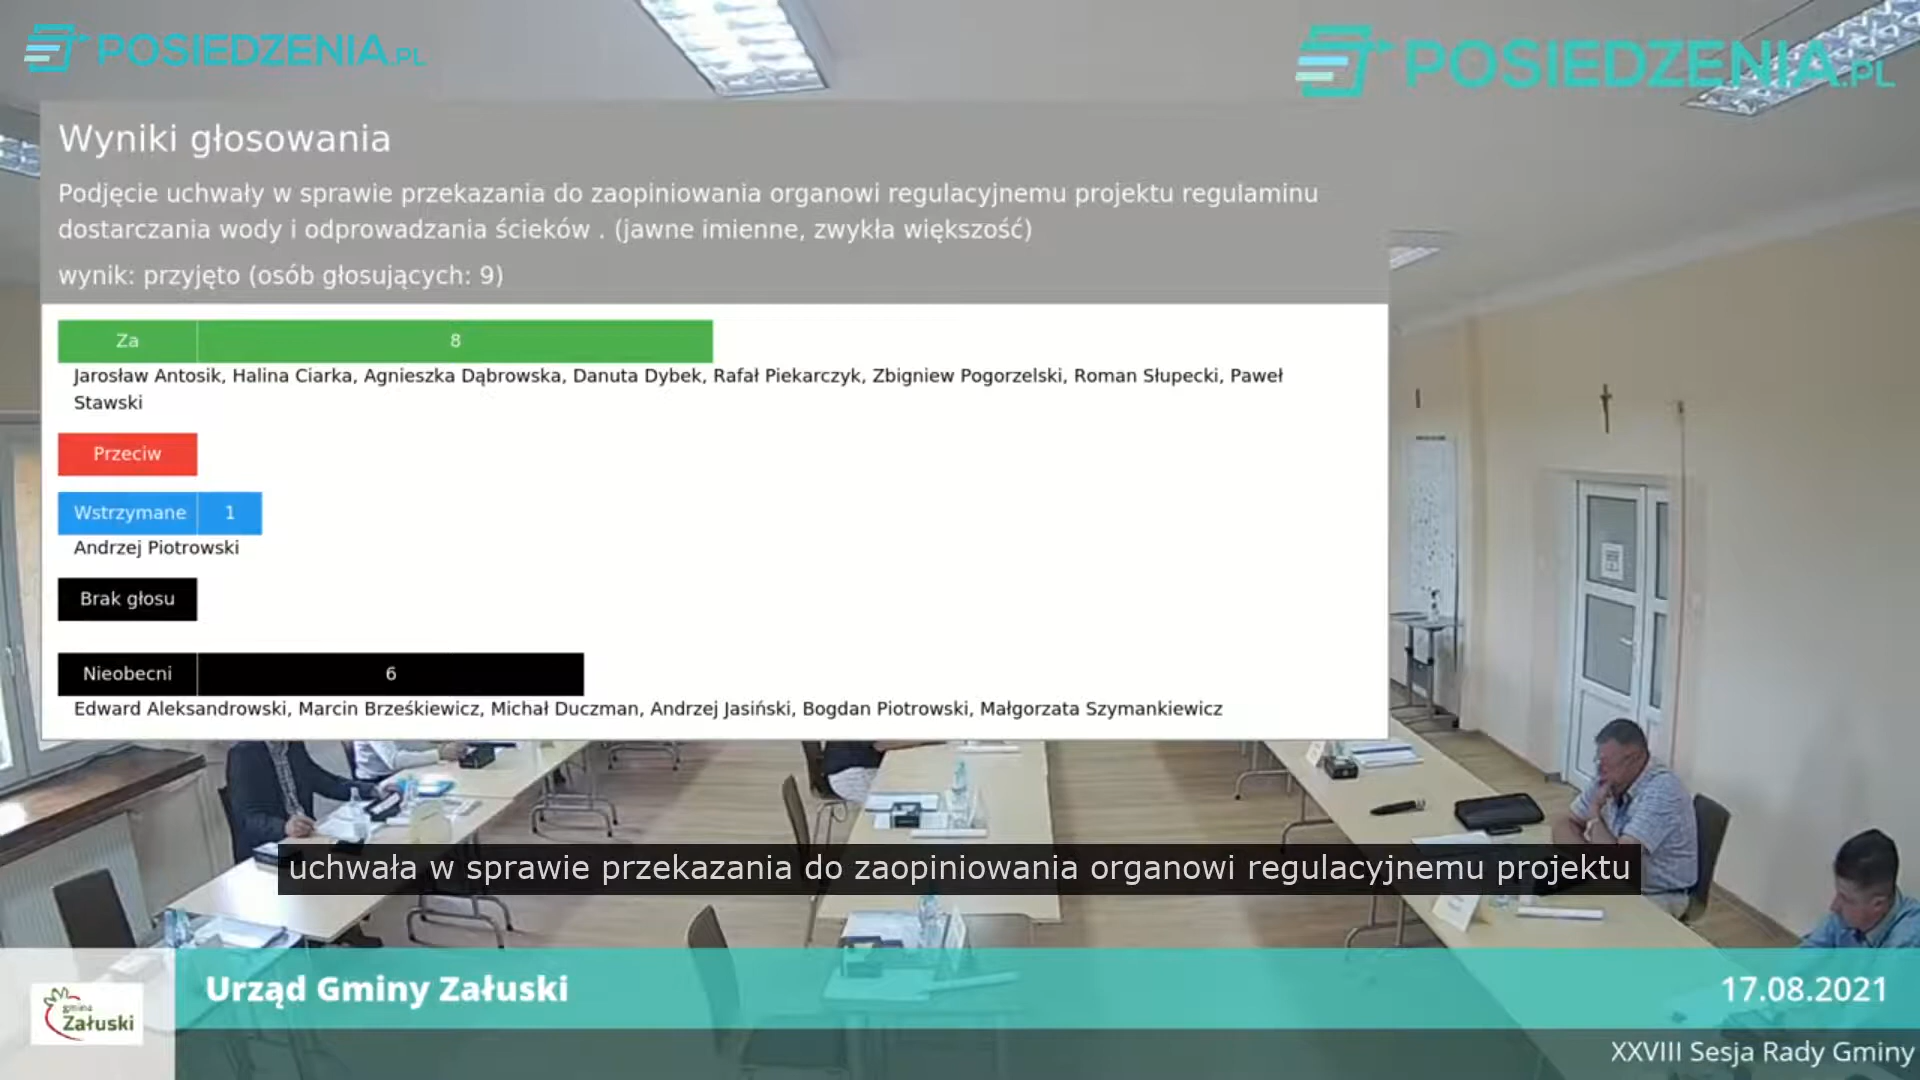 POSIEDZENIA.PL
POSIEDZENIA.PL
Wyniki głosowania
Podjęcie uchwały w sprawie przekazania do zaopiniowania organowi regulacyjnemu projektu regulaminu
dostarczania wody i odprowadzania ścieków . (jawne imienne, zwykła większość)
wynik: przyjęto (osób głosujących: 9)
Za 8
Jarosław Antosik, Halina Ciarka, Agnieszka Dąbrowska, Danuta Dybek, Rafał Piekarczyk, Zbigniew Pogorzelski, Roman Słupecki, Paweł
Stawski
Przeciw
Wstrzymane 1
Andrzej Piotrowski
Brak głosu
Nieobecni 6
Edward Aleksandrowski, Marcin Brześkiewicz, Michał Duczman, Andrzej Jasiński, Bogdan Piotrowski, Małgorzata Szymankiewicz
uchwała w sprawie przekazania do zaopiniowania organowi regulacyjnemu projektu
gmina
Załuski
Urząd Gminy Załuski
17.08.2021
XXVIII Sesja Rady Gminy